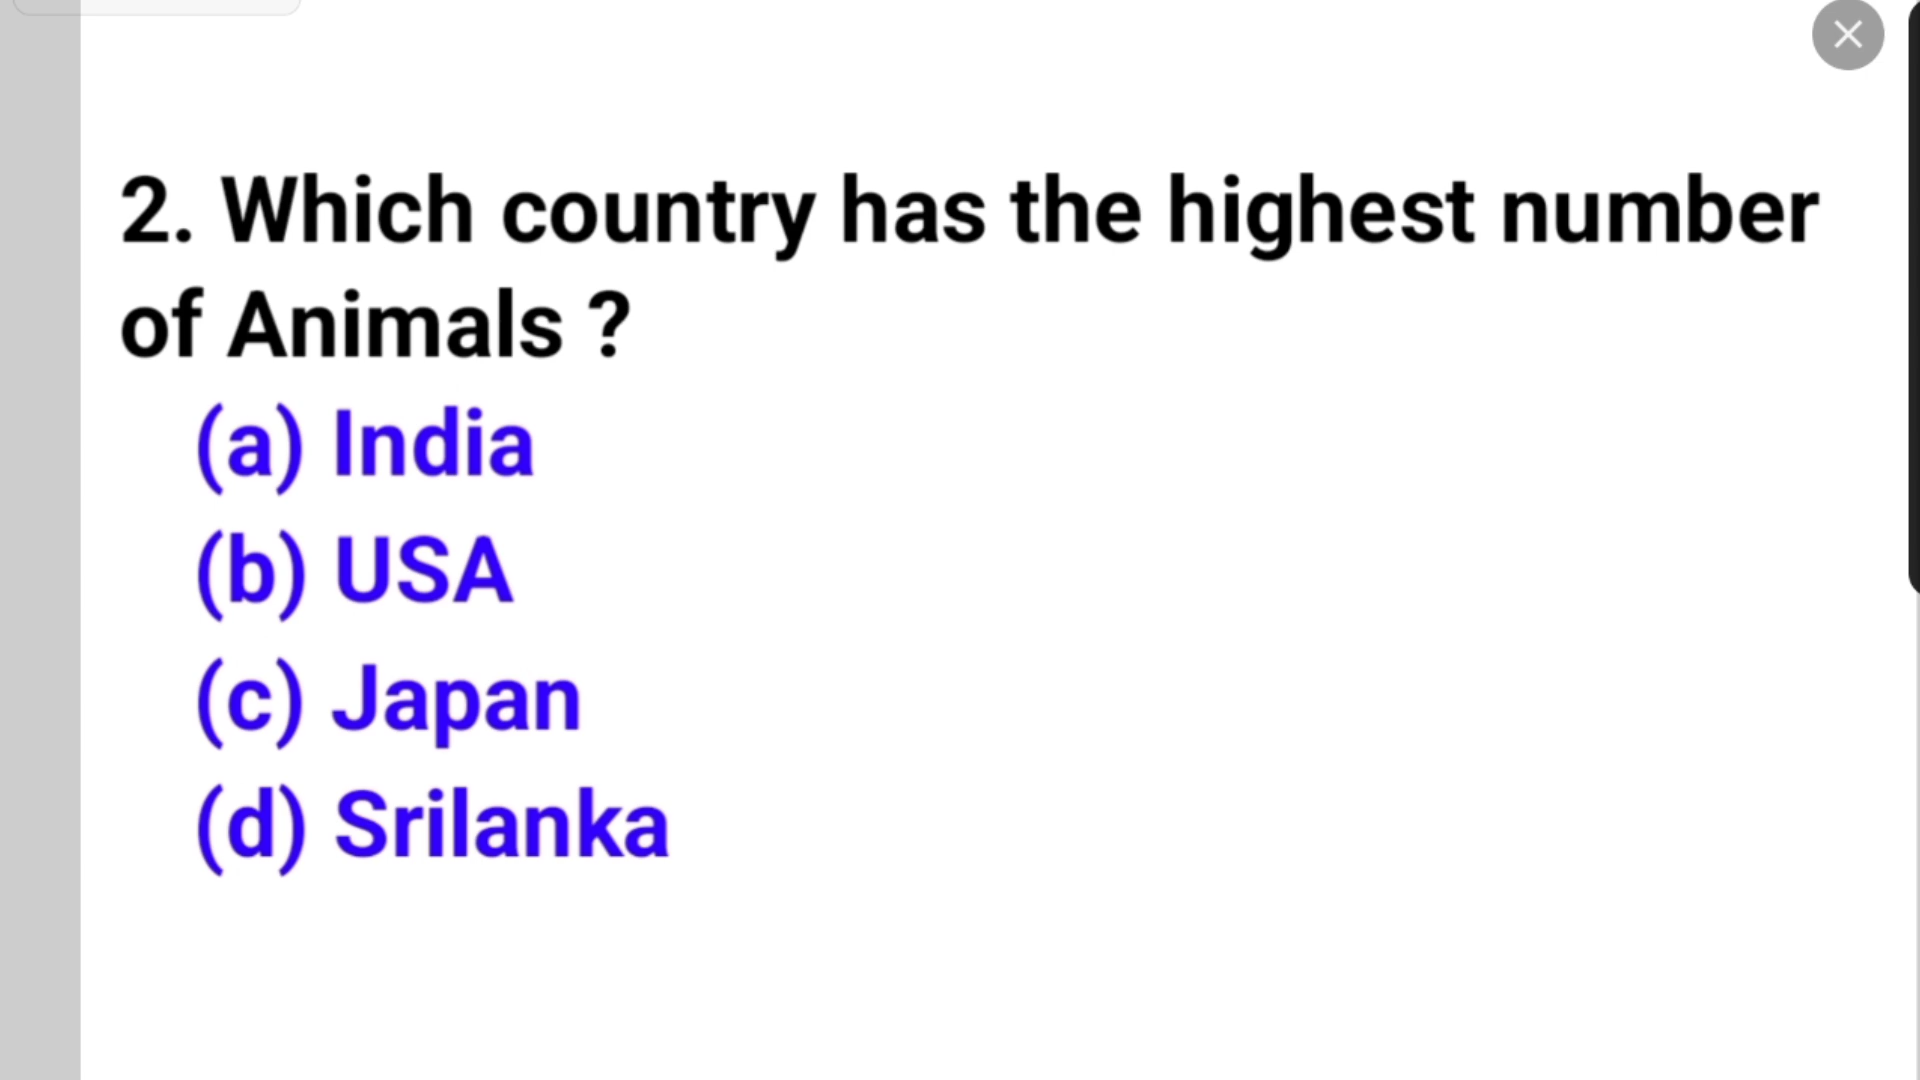 2. Which country has the highest number
of Animals ?
(a) India
(b) USA
(c) Japan
(d) Srilanka